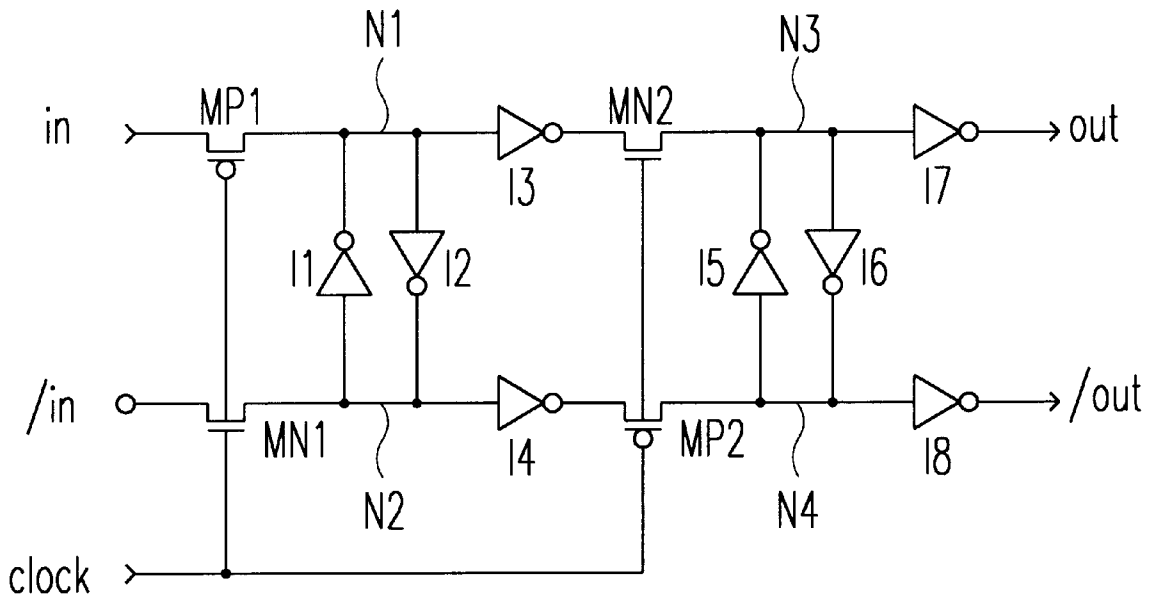 N1
N3
MP1
MN2
in
out
I3
I7
I1
I2
I5
I6
/in
/out
MN1
MP2
I4
I8
N2
N4
clock